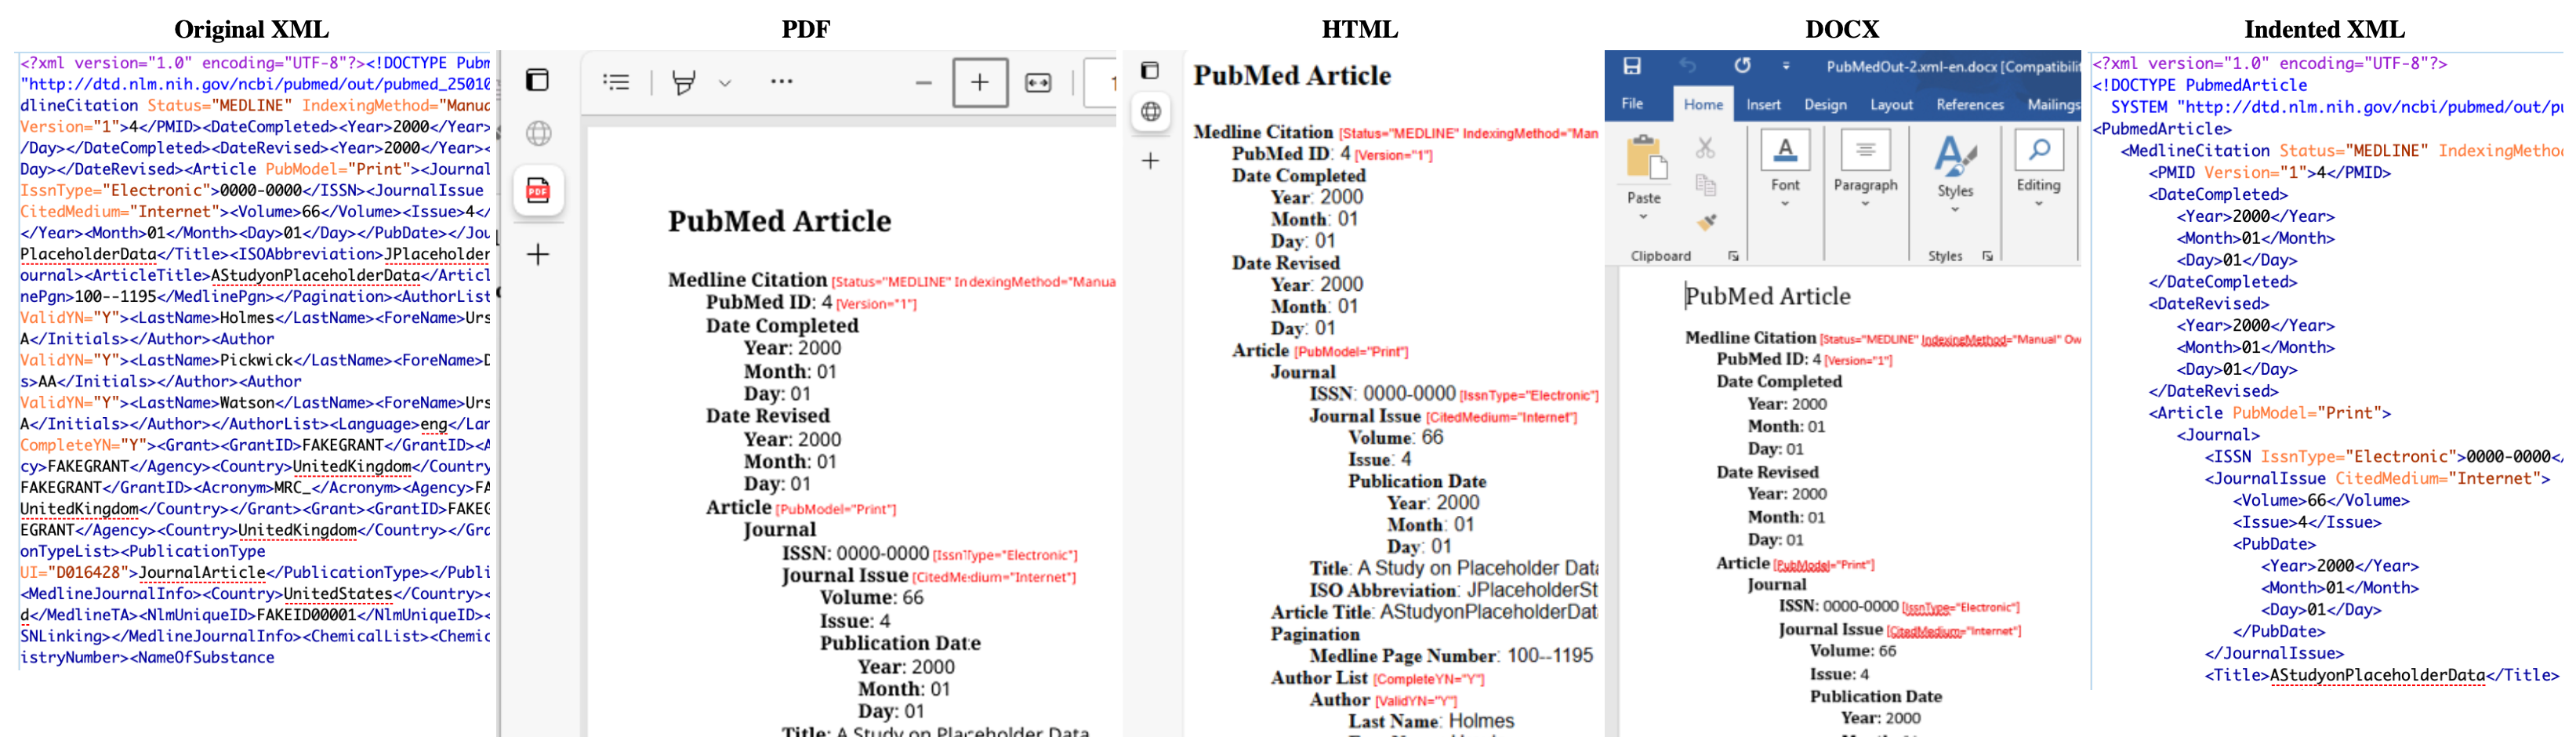 Original XML
<?xml version="1.0" encoding="UTF-8"?><!DOCTYPE Pubm
"http://dtd.nlm.nih.gov/ncbi/pubmed/out/pubmed_25010
dlineCitation Status="MEDLINE" IndexingMethod="Manua
Version="1">4</PMID><DateCompleted><Year>2000</Year>
/Day></DateCompleted><DateRevised><Year>2000</Year><
Day></DateRevised><Article PubModel="Print"><Journal
IssnType="Electronic">0000-0000</ISSN><JournalIssue
CitedMedium="Internet"><Volume>66</Volume><Issue>4</
</Year><Month>01</Month><Day>01</Day></PubDate></Jou
PlaceholderData</Title><ISOAbbreviation>JPlaceholder
ournal><ArticleTitle>AStudyonPlaceholderData</Articl
nePgn>100--1195</MedlinePgn></Pagination><AuthorList
ValidYN="Y"><LastName>Holmes</LastName><ForeName>Urs
A</Initials></Author><Author
ValidYN="Y"><LastName>Pickwick</LastName><ForeName>D
s>AA</Initials></Author><Author
ValidYN="Y"><LastName>Watson</LastName><ForeName>Urs
A</Initials></Author></AuthorList><Language>eng</Lan
CompleteYN="Y"><Grant><GrantID>FAKEGRANT</GrantID><A
cy>FAKEGRANT</Agency><Country>UnitedKingdom</Country
FAKEGRANT</GrantID><Acronym>MRC_</Acronym><Agency>FA
UnitedKingdom</Country></Grant><Grant><GrantID>FAKEG
EGRANT</Agency><Country>UnitedKingdom</Country></Gra
onTypeList><PublicationType
UI="D016428">JournalArticle</PublicationType></Publi
<MedlineJournalInfo><Country>UnitedStates</Country><
d</MedlineTA><NlmUniqueID>FAKEID00001</NlmUniqueID><
SNLinking></MedlineJournalInfo><ChemicalList><Chemic
istryNumber><NameOfSubstance
PDF
PDF
1
PubMed Article
Medline Citation [Status="MEDLINE" IndexingMethod="Manua
PubMed ID: 4 [Version="1"]
Date Completed
Year: 2000
Month: 01
Day: 01
Date Revised
Year: 2000
Month: 01
Day: 01
Article [PubModel="Print"]
Journal
ISSN: 0000-0000 [IssnType="Electronic"]
Journal Issue [CitedMedium="Internet"]
Volume: 66
Issue: 4
Publication Date
Year: 2000
Month: 01
Day: 01
Title: A Study on Placeholder Data
HTML
PubMed Article
Medline Citation [Status="MEDLINE" IndexingMethod="Man
PubMed ID: 4 [Version="1"]
Date Completed
Year: 2000
Month: 01
Day: 01
Date Revised
Year: 2000
Month: 01
Day: 01
Article [PubModel="Print"]
Journal
ISSN: 0000-0000 [IssnType="Electronic"]
Journal Issue [CitedMedium="Internet"]
Volume: 66
Issue: 4
Publication Date
Year: 2000
Month: 01
Day: 01
Title: A Study on Placeholder Data
ISO Abbreviation: JPlaceholderSt
Article Title: AStudyonPlaceholderDat
Pagination
Medline Page Number: 100--1195
Author List [CompleteYN="Y"]
Author [ValidYN="Y"]
Last Name: Holmes
DOCX
PubMedOut-2.xml-en.docx [Compatibili
File Home Insert Design Layout References Mailings
Paste Font Paragraph Styles Editing
Clipboard Styles
PubMed Article
Medline Citation [Status="MEDLINE" IndexingMethod="Manual" Ow
PubMed ID: 4 [Version="1"]
Date Completed
Year: 2000
Month: 01
Day: 01
Date Revised
Year: 2000
Month: 01
Day: 01
Article [PubModel="Print"]
Journal
ISSN: 0000-0000 [IssnType="Electronic"]
Journal Issue [CitedMedium="Internet"]
Volume: 66
Issue: 4
Publication Date
Year: 2000
Indented XML
<?xml version="1.0" encoding="UTF-8"?>
<!DOCTYPE PubmedArticle
SYSTEM "http://dtd.nlm.nih.gov/ncbi/pubmed/out/pu
<PubmedArticle>
<MedlineCitation Status="MEDLINE" IndexingMetho
<PMID Version="1">4</PMID>
<DateCompleted>
<Year>2000</Year>
<Month>01</Month>
<Day>01</Day>
</DateCompleted>
<DateRevised>
<Year>2000</Year>
<Month>01</Month>
<Day>01</Day>
</DateRevised>
<Article PubModel="Print">
<Journal>
<ISSN IssnType="Electronic">0000-0000</
<JournalIssue CitedMedium="Internet">
<Volume>66</Volume>
<Issue>4</Issue>
<PubDate>
<Year>2000</Year>
<Month>01</Month>
<Day>01</Day>
</PubDate>
</JournalIssue>
<Title>AStudyonPlaceholderData</Title>